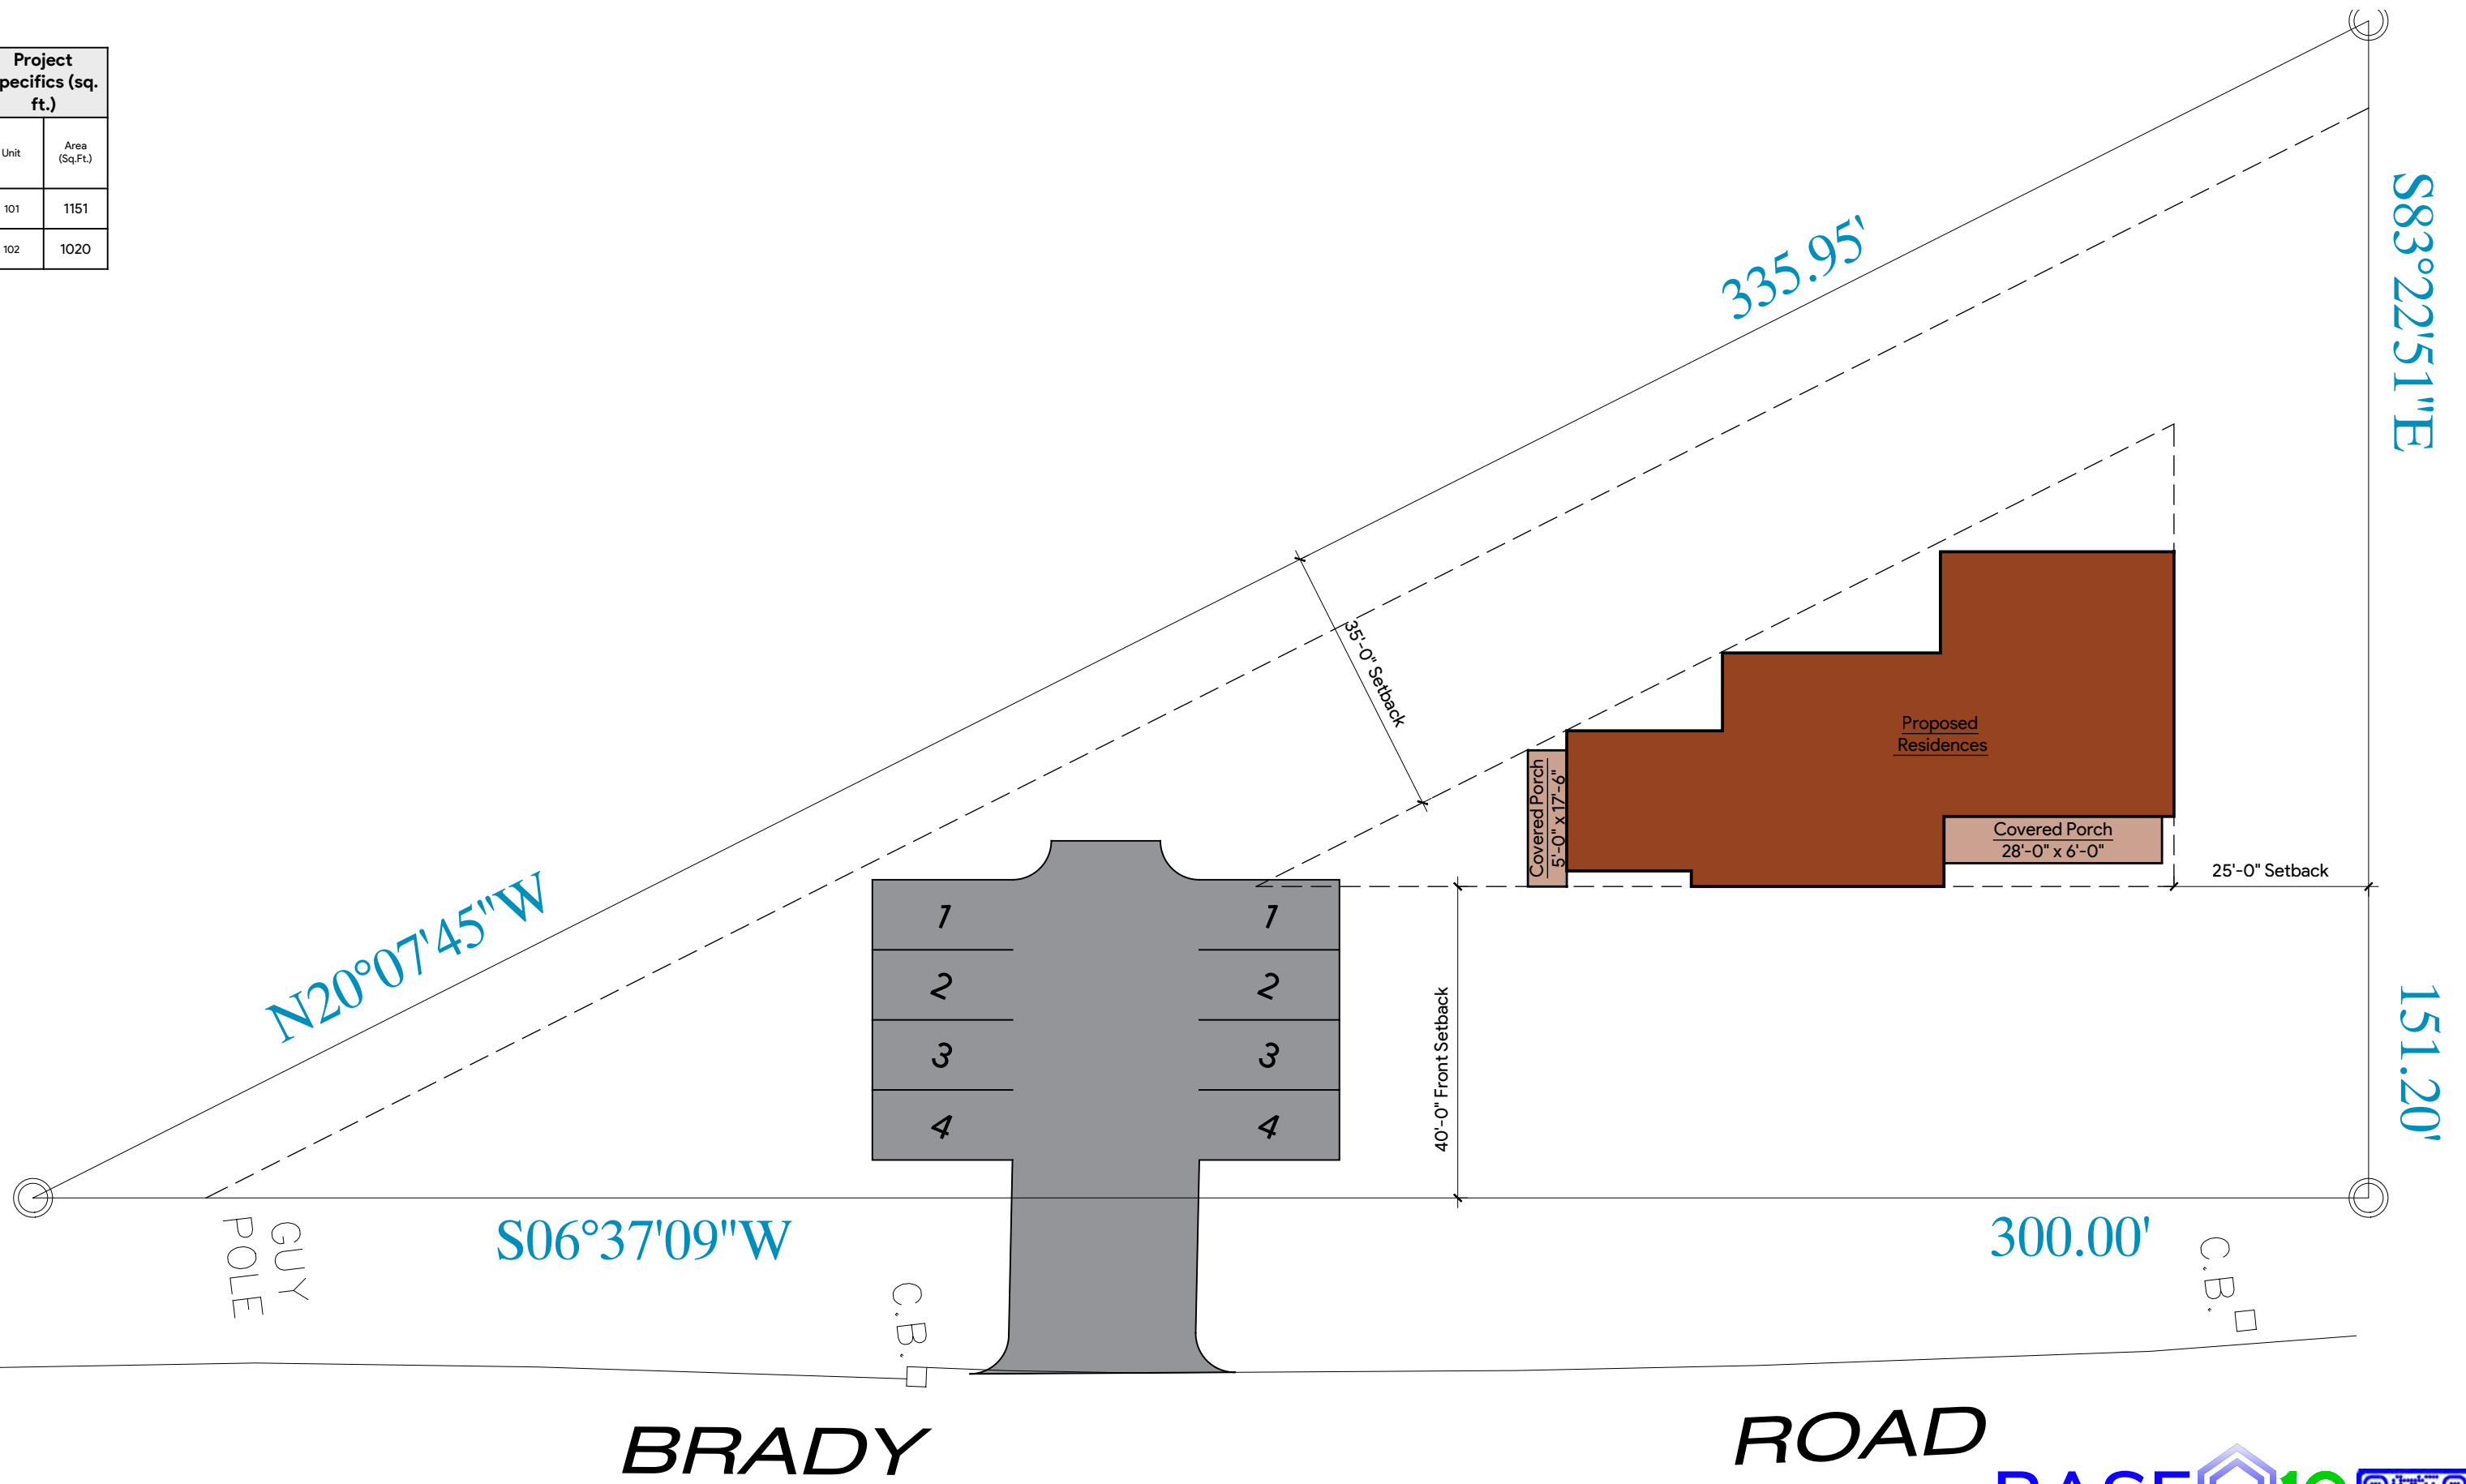 Project
pecifics (sq.
ft.)
Unit
Area
(Sq.Ft.)
101
1151
102
1020
335.95'
S83°22'51"E
35'-0" Setback
Proposed
Residences
Covered Porch
5'-0" x 17'-6"
Covered Porch
28'-0" x 6'-0"
25'-0" Setback
N20°07'45"W
1
1
2
2
3
3
4
4
40'-0" Front Setback
151.20'
S06°37'09"W
300.00'
GUY
POLE
C.B.
C.B.
BRADY
ROAD
BASE
10